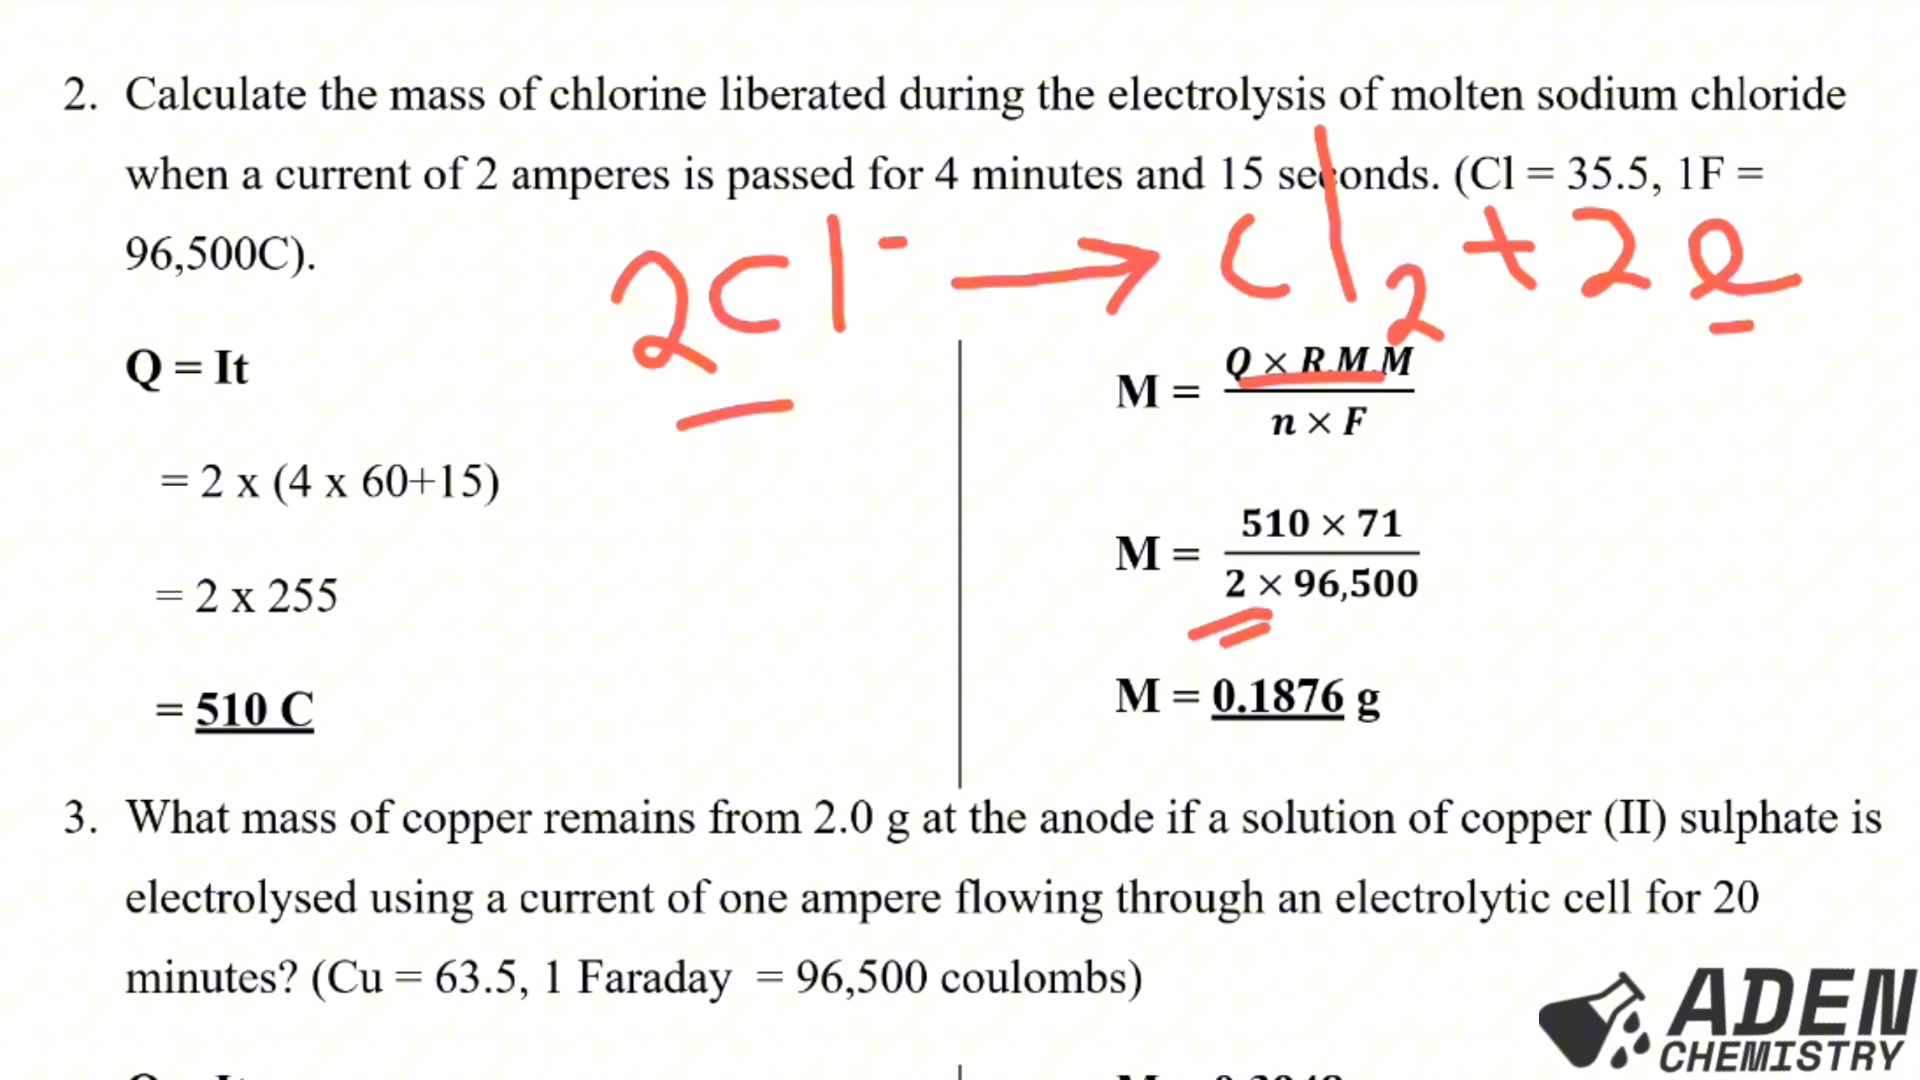 2. Calculate the mass of chlorine liberated during the electrolysis of molten sodium chloride
when a current of 2 amperes is passed for 4 minutes and 15 seconds. (Cl = 35.5, 1F =
96,500C).
2Cl⁻ → Cl₂ + 2e⁻
Q = It
= 2 x (4 x 60+15)
= 2 x 255
= 510 C
M = Q × R.M.M / n × F
M = 510 × 71 / 2 × 96,500
M = 0.1876 g
3. What mass of copper remains from 2.0 g at the anode if a solution of copper (II) sulphate is
electrolysed using a current of one ampere flowing through an electrolytic cell for 20
minutes? (Cu = 63.5, 1 Faraday = 96,500 coulombs)
ADEN
CHEMISTRY